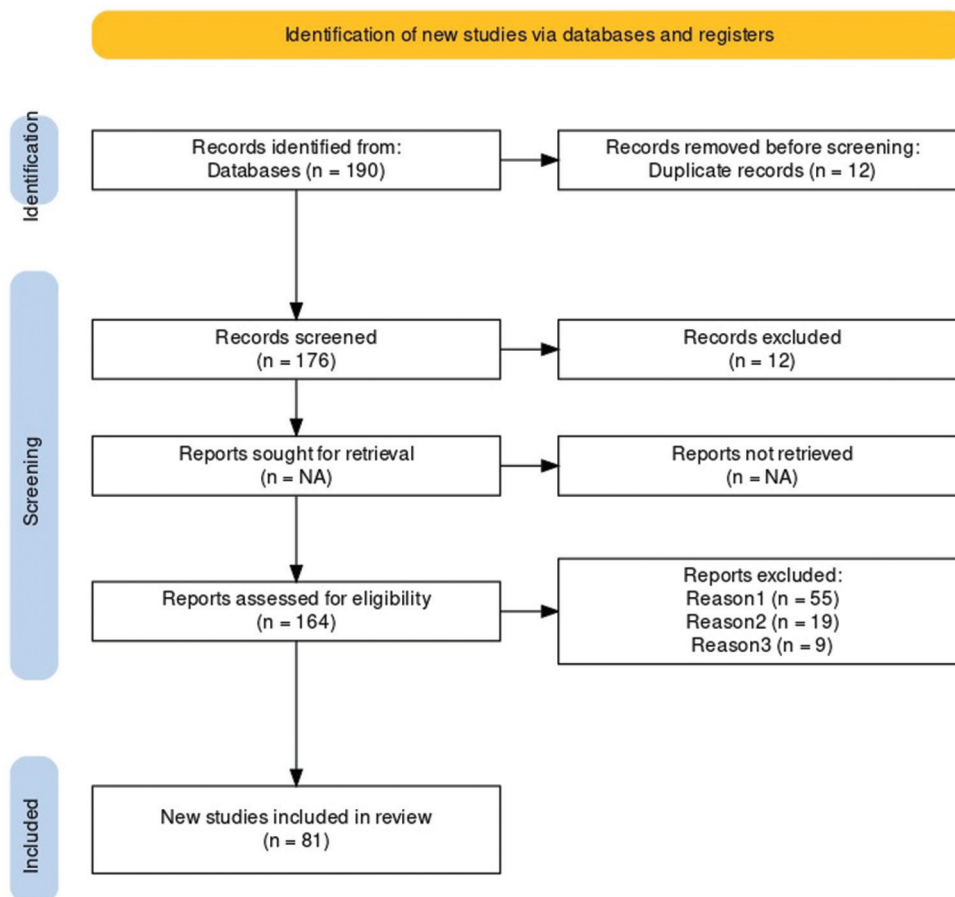 Identification of new studies via databases and registers
Identification
Records identified from:
Databases (n = 190)
Records removed before screening:
Duplicate records (n = 12)
Screening
Records screened
(n = 176)
Records excluded
(n = 12)
Reports sought for retrieval
(n = NA)
Reports not retrieved
(n = NA)
Reports assessed for eligibility
(n = 164)
Reports excluded:
Reason1 (n = 55)
Reason2 (n = 19)
Reason3 (n = 9)
Included
New studies included in review
(n = 81)